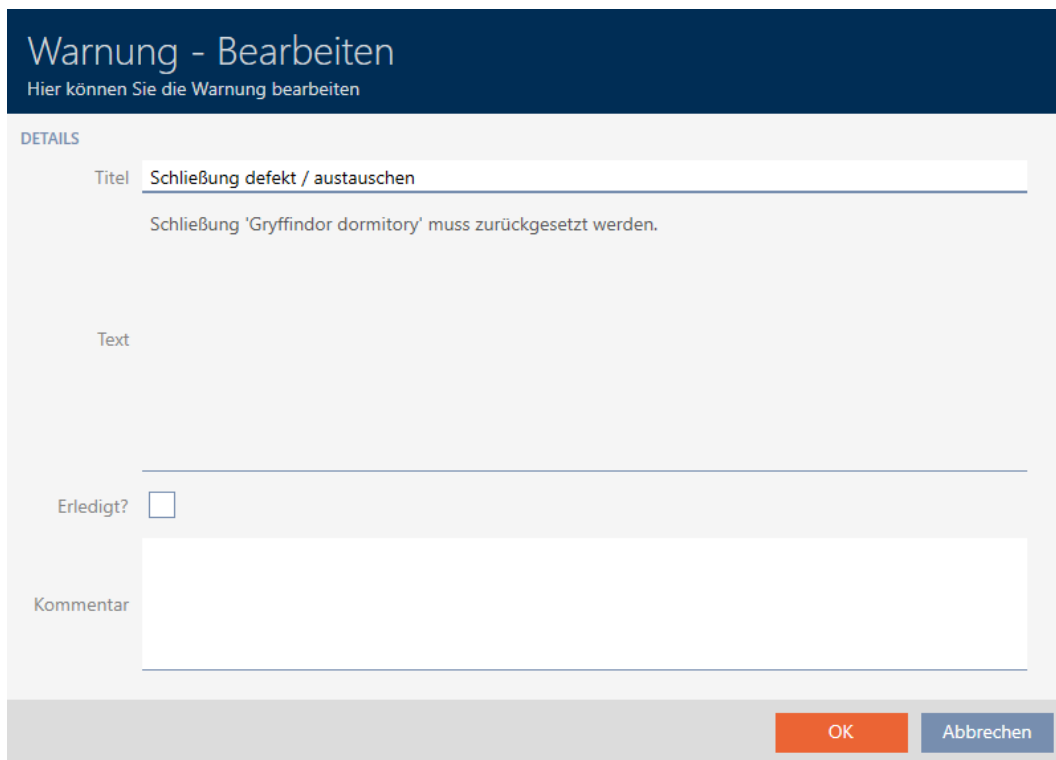 Warnung - Bearbeiten
Hier können Sie die Warnung bearbeiten
DETAILS
Titel Schließung defekt / austauschen
Schließung 'Gryffindor dormitory' muss zurückgesetzt werden.
Text
Erledigt?
Kommentar
OK Abbrechen